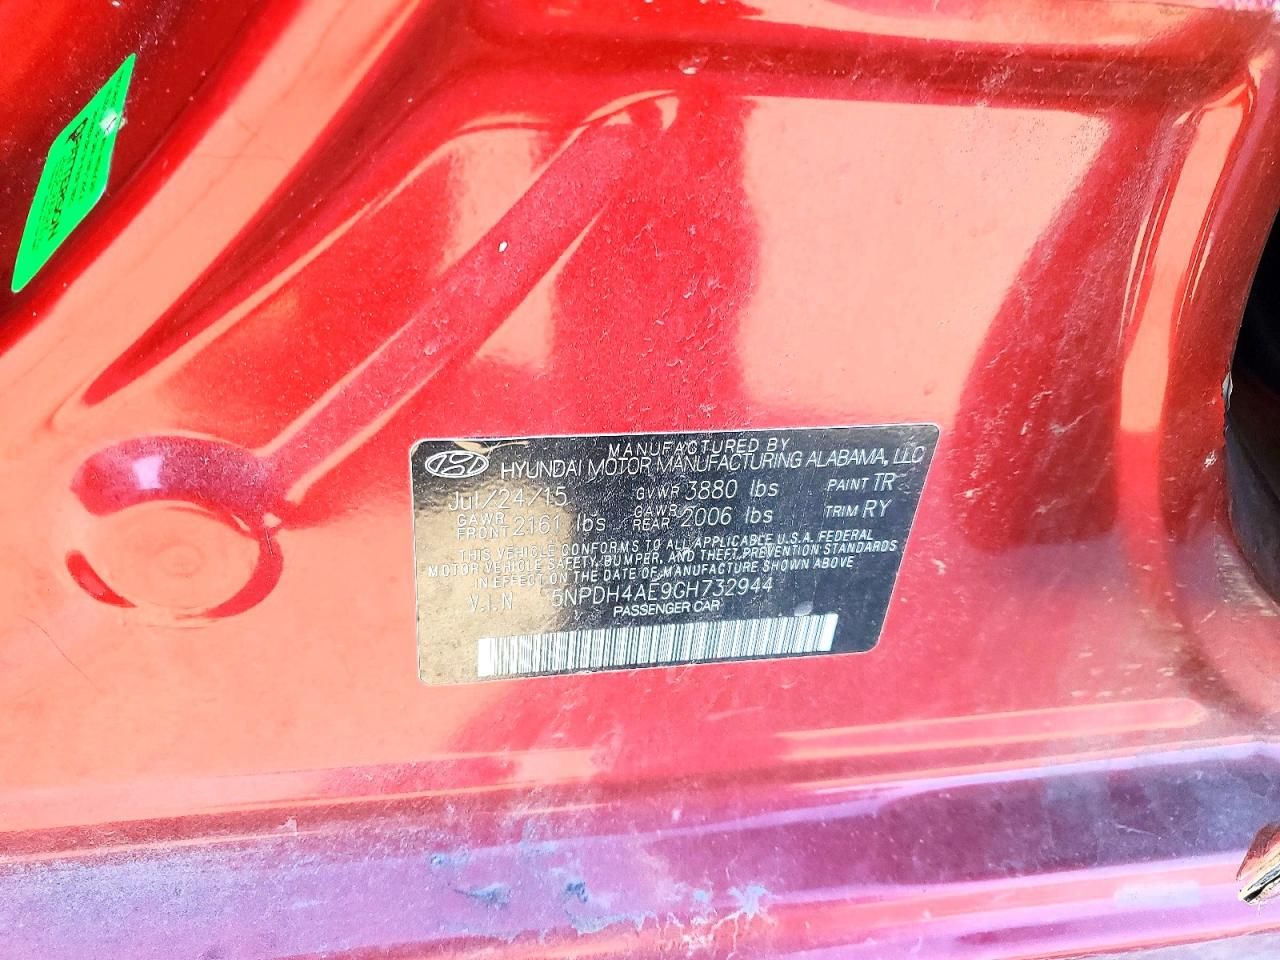 MANUFACTURED BY
HYUNDAI MOTOR MANUFACTURING ALABAMA, LLC
Jul/24/15 GVWR 3880 lbs PAINT TR
GAWR FRONT 2161 lbs GAWR REAR 2006 lbs TRIM RY
THIS VEHICLE CONFORMS TO ALL APPLICABLE U.S.A. FEDERAL
MOTOR VEHICLE SAFETY, BUMPER, AND THEFT PREVENTION STANDARDS
IN EFFECT ON THE DATE OF MANUFACTURE SHOWN ABOVE
V.I.N 5NPDH4AE9GH732944
PASSENGER CAR